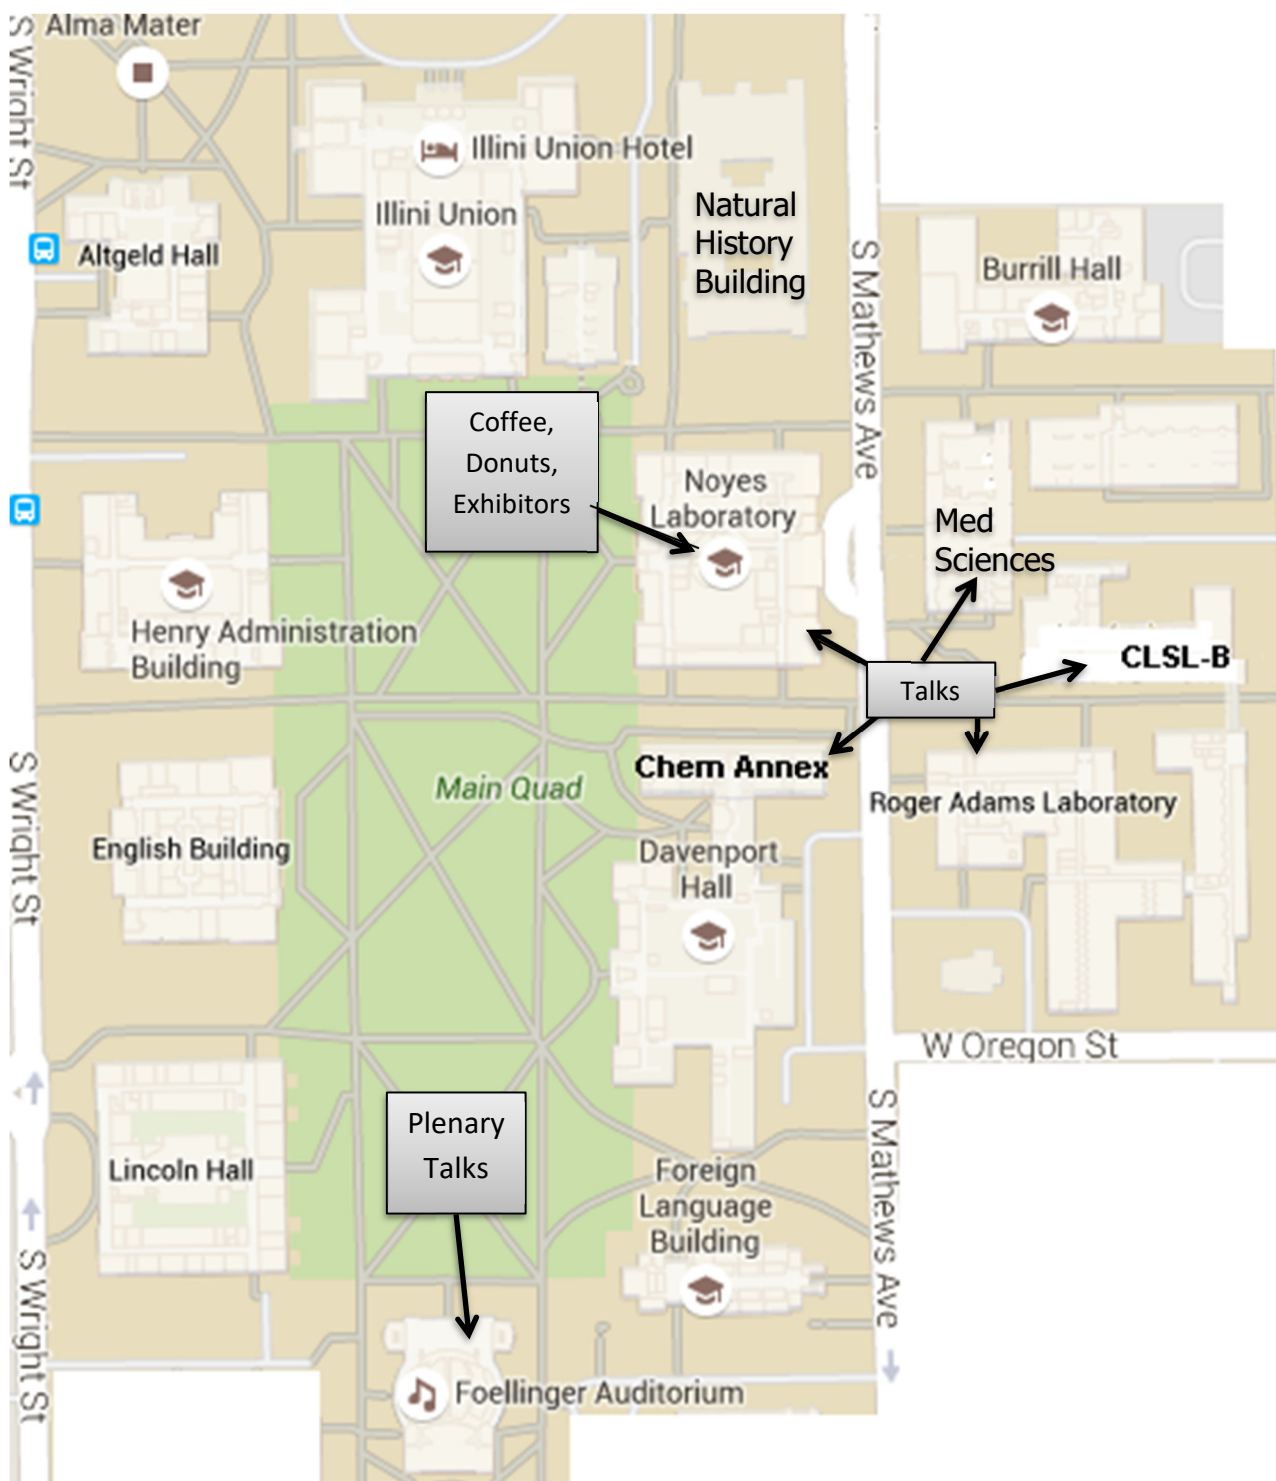 Alma Mater
S Wright St
Illini Union Hotel
Illini Union
Natural
History
Building
Altgeld Hall
S Mathews Ave
Burrill Hall
Coffee,
Donuts,
Exhibitors
Noyes
Laboratory
Med
Sciences
Henry Administration
Building
CLSL-B
Talks
S Wright St
Chem Annex
Main Quad
Roger Adams Laboratory
English Building
Davenport
Hall
W Oregon St
Plenary
Talks
S Mathews Ave
Lincoln Hall
Foreign
Language
Building
S Wright St
Foellinger Auditorium